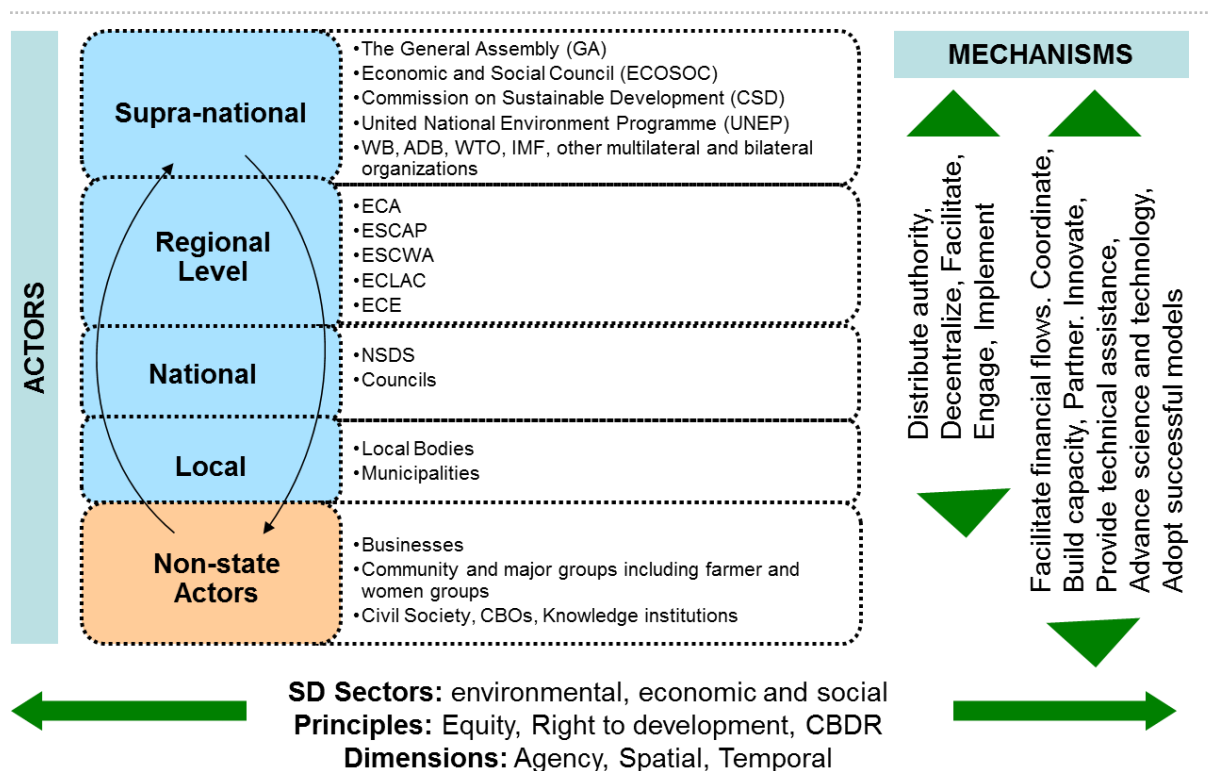 ACTORS
Supra-national
•The General Assembly (GA)
•Economic and Social Council (ECOSOC)
•Commission on Sustainable Development (CSD)
•United National Environment Programme (UNEP)
•WB, ADB, WTO, IMF, other multilateral and bilateral
organizations
Regional
Level
•ECA
•ESCAP
•ESCWA
•ECLAC
•ECE
National
•NSDS
•Councils
Local
•Local Bodies
•Municipalities
Non-state
Actors
•Businesses
•Community and major groups including farmer and
women groups
•Civil Society, CBOs, Knowledge institutions
MECHANISMS
Distribute authority,
Decentralize, Facilitate,
Engage, Implement
Facilitate financial flows. Coordinate,
Build capacity, Partner. Innovate,
Provide technical assistance,
Advance science and technology,
Adopt successful models
SD Sectors: environmental, economic and social
Principles: Equity, Right to development, CBDR
Dimensions: Agency, Spatial, Temporal